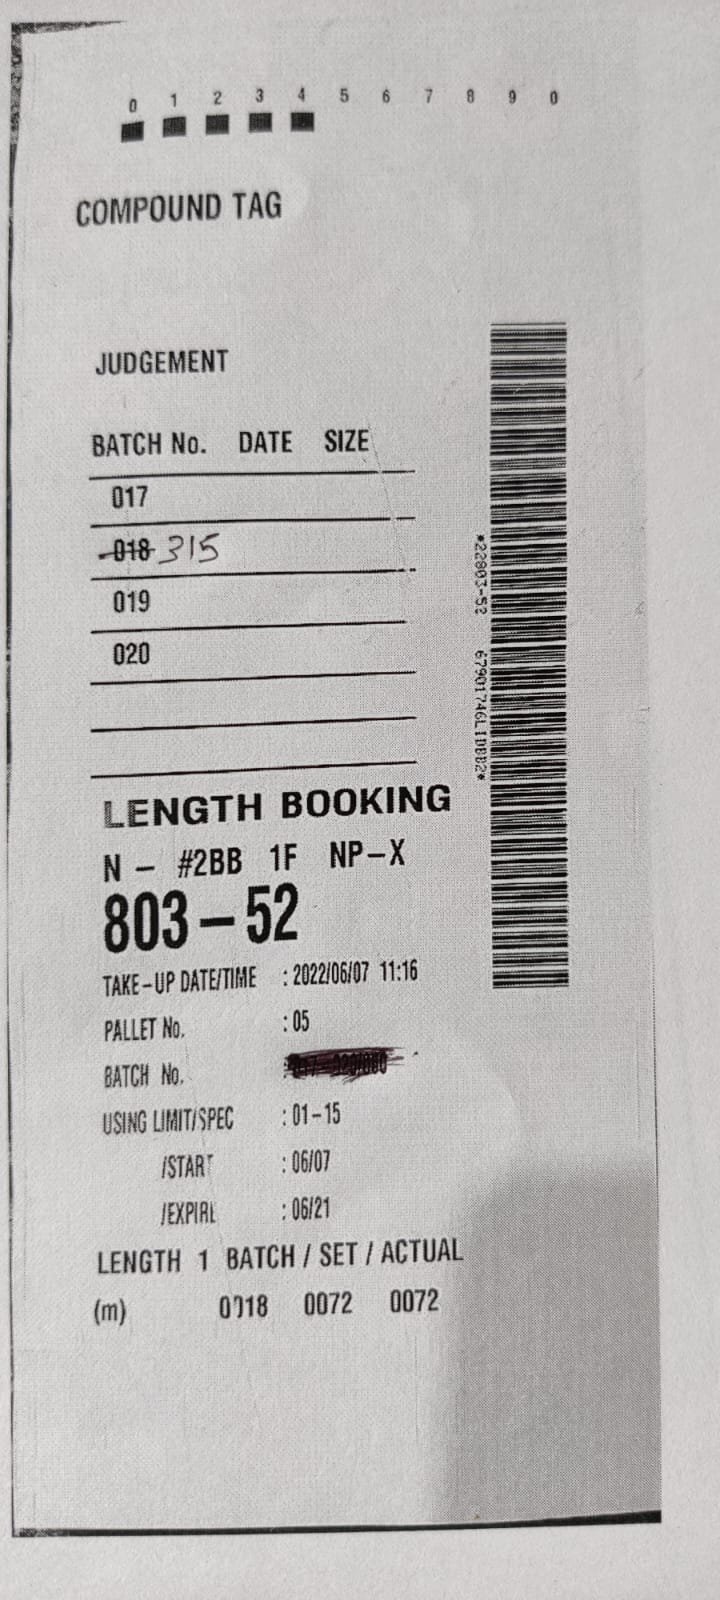 0 1 2 3 4 5 6 7 8 9 0
COMPOUND TAG
JUDGEMENT
BATCH No. DATE SIZE
017
018 315
019
020
LENGTH BOOKING
N - #2BB 1F NP-X
803-52
TAKE-UP DATE/TIME : 2022/06/07 11:16
PALLET No. : 05
BATCH No. :
USING LIMIT/SPEC : 01-15
/START : 06/07
/EXPIRE : 06/21
LENGTH 1 BATCH / SET / ACTUAL
(m) 0018 0072 0072
*22803-52